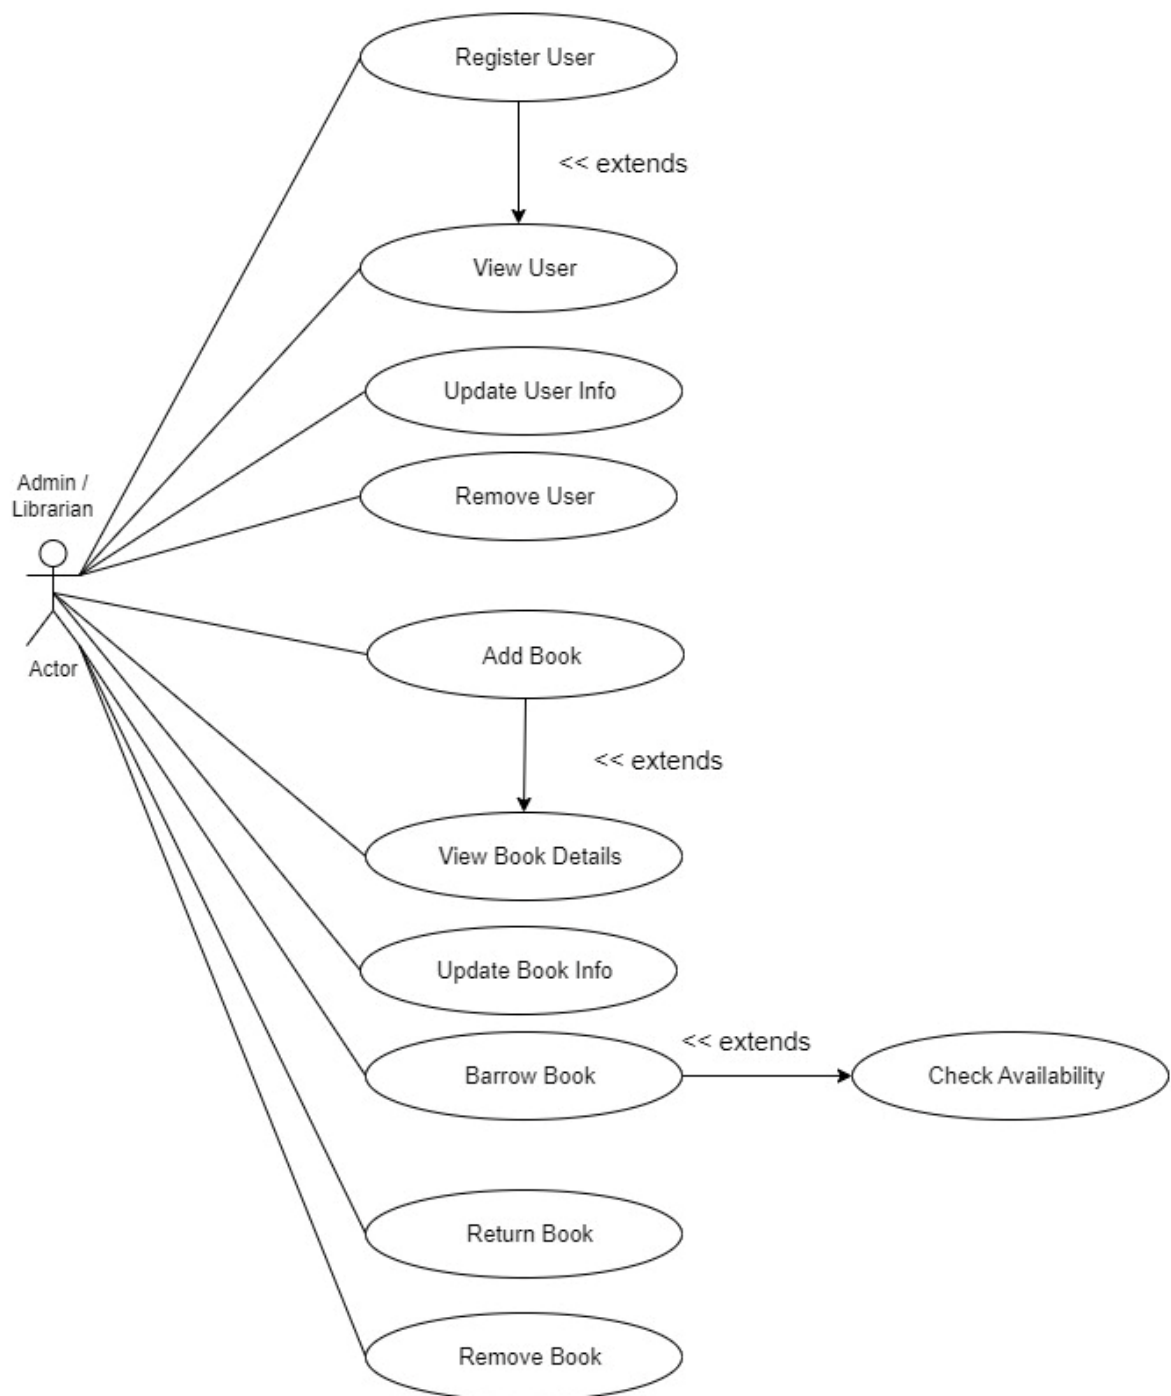 Register User
<< extends
View User
Update User Info
Admin /
Librarian
Remove User
Add Book
Actor
<< extends
View Book Details
Update Book Info
<< extends
Barrow Book
Check Availability
Return Book
Remove Book